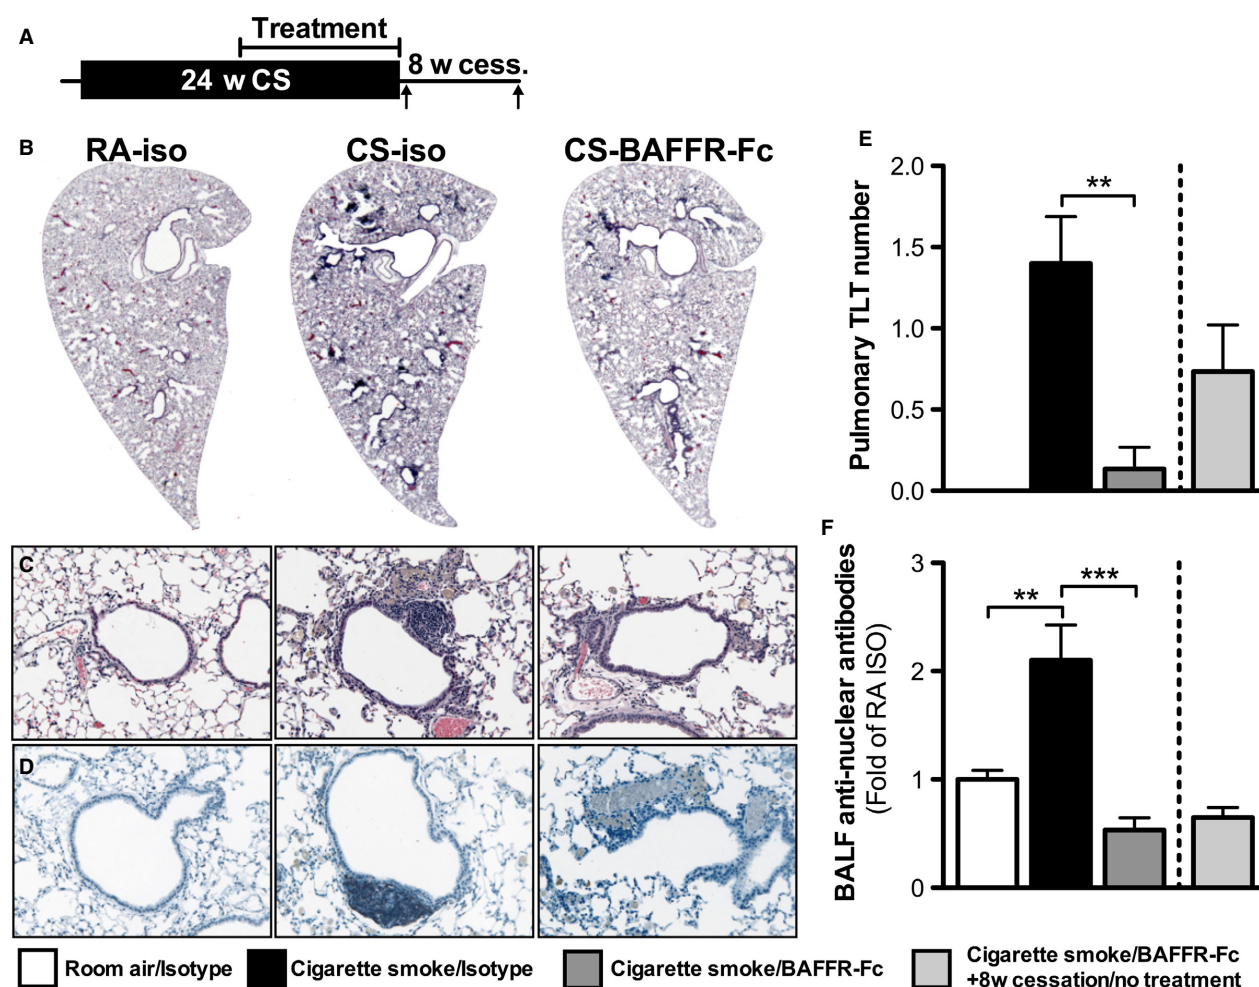 A
Treatment
24 w CS
8 w cess.
B
RA-iso
CS-iso
CS-BAFFR-Fc
C
D
E
Pulmonary TLT number
2.0
1.5
1.0
0.5
0.0
**
F
BALF anti-nuclear antibodies
(Fold of RA ISO)
3
2
1
0
**
***
Room air/Isotype
Cigarette smoke/Isotype
Cigarette smoke/BAFFR-Fc
Cigarette smoke/BAFFR-Fc
+8w cessation/no treatment